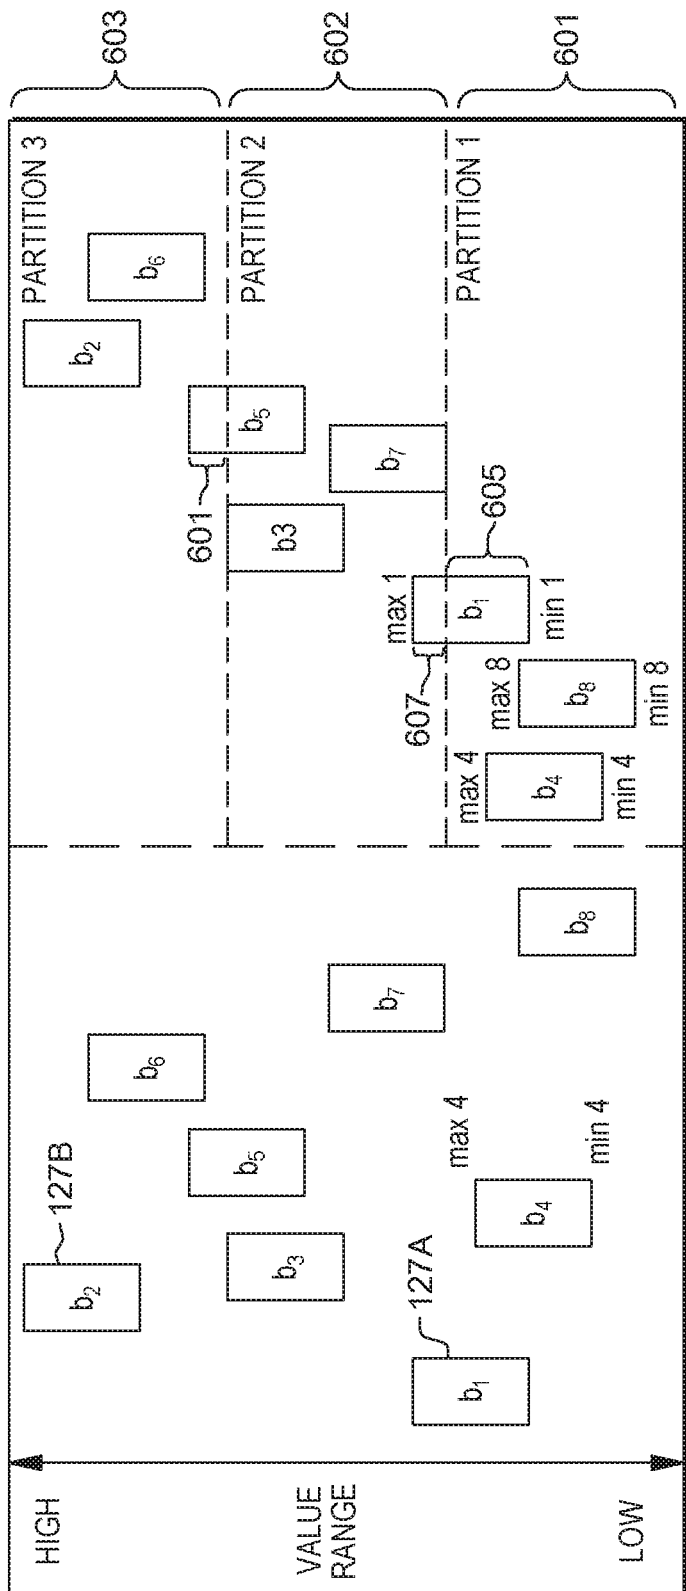 HIGH
VALUE
RANGE
LOW
b₁
127A
b₂
127B
b₃
b₄
max 4
min 4
b₅
b₆
b₇
b₈
max 4
b₄
min 4
max 8
b₈
min 8
607
max 1
b₁
min 1
605
b3
601
b₇
b₅
b₂
b₆
PARTITION 3
PARTITION 2
PARTITION 1
603
602
601